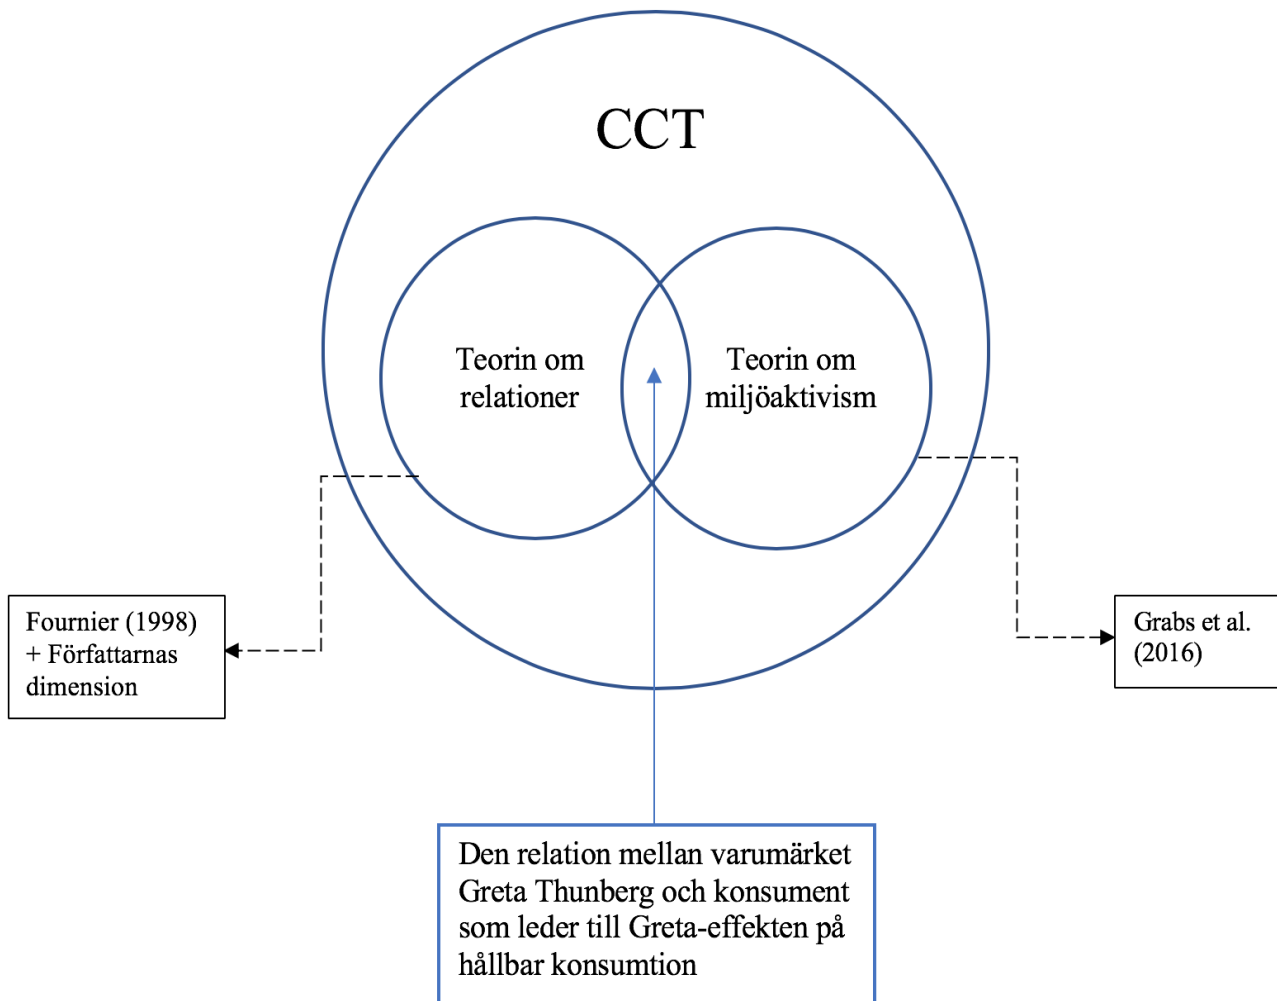 CCT
Teorin om
relationer
Teorin om
miljöaktivism
Fournier (1998)
+ Författarnas
dimension
Grabs et al.
(2016)
Den relation mellan varumärket
Greta Thunberg och konsument
som leder till Greta-effekten på
hållbar konsumtion